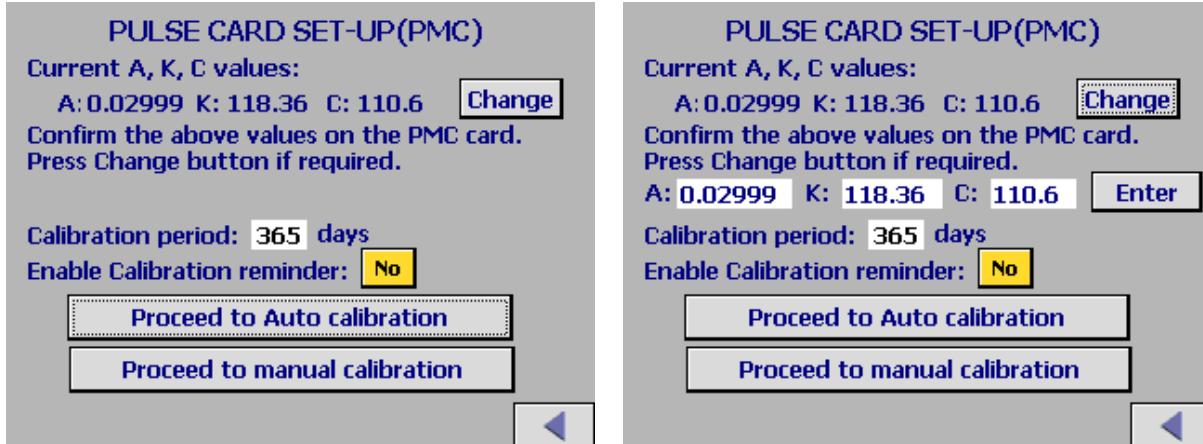 PULSE CARD SET-UP(PMC)
Current A, K, C values:
A: 0.02999 K: 118.36 C: 110.6 Change
Confirm the above values on the PMC card.
Press Change button if required.
Calibration period: 365 days
Enable Calibration reminder: No
Proceed to Auto calibration
Proceed to manual calibration
PULSE CARD SET-UP(PMC)
Current A, K, C values:
A: 0.02999 K: 118.36 C: 110.6 Change
Confirm the above values on the PMC card.
Press Change button if required.
A: 0.02999 K: 118.36 C: 110.6 Enter
Calibration period: 365 days
Enable Calibration reminder: No
Proceed to Auto calibration
Proceed to manual calibration